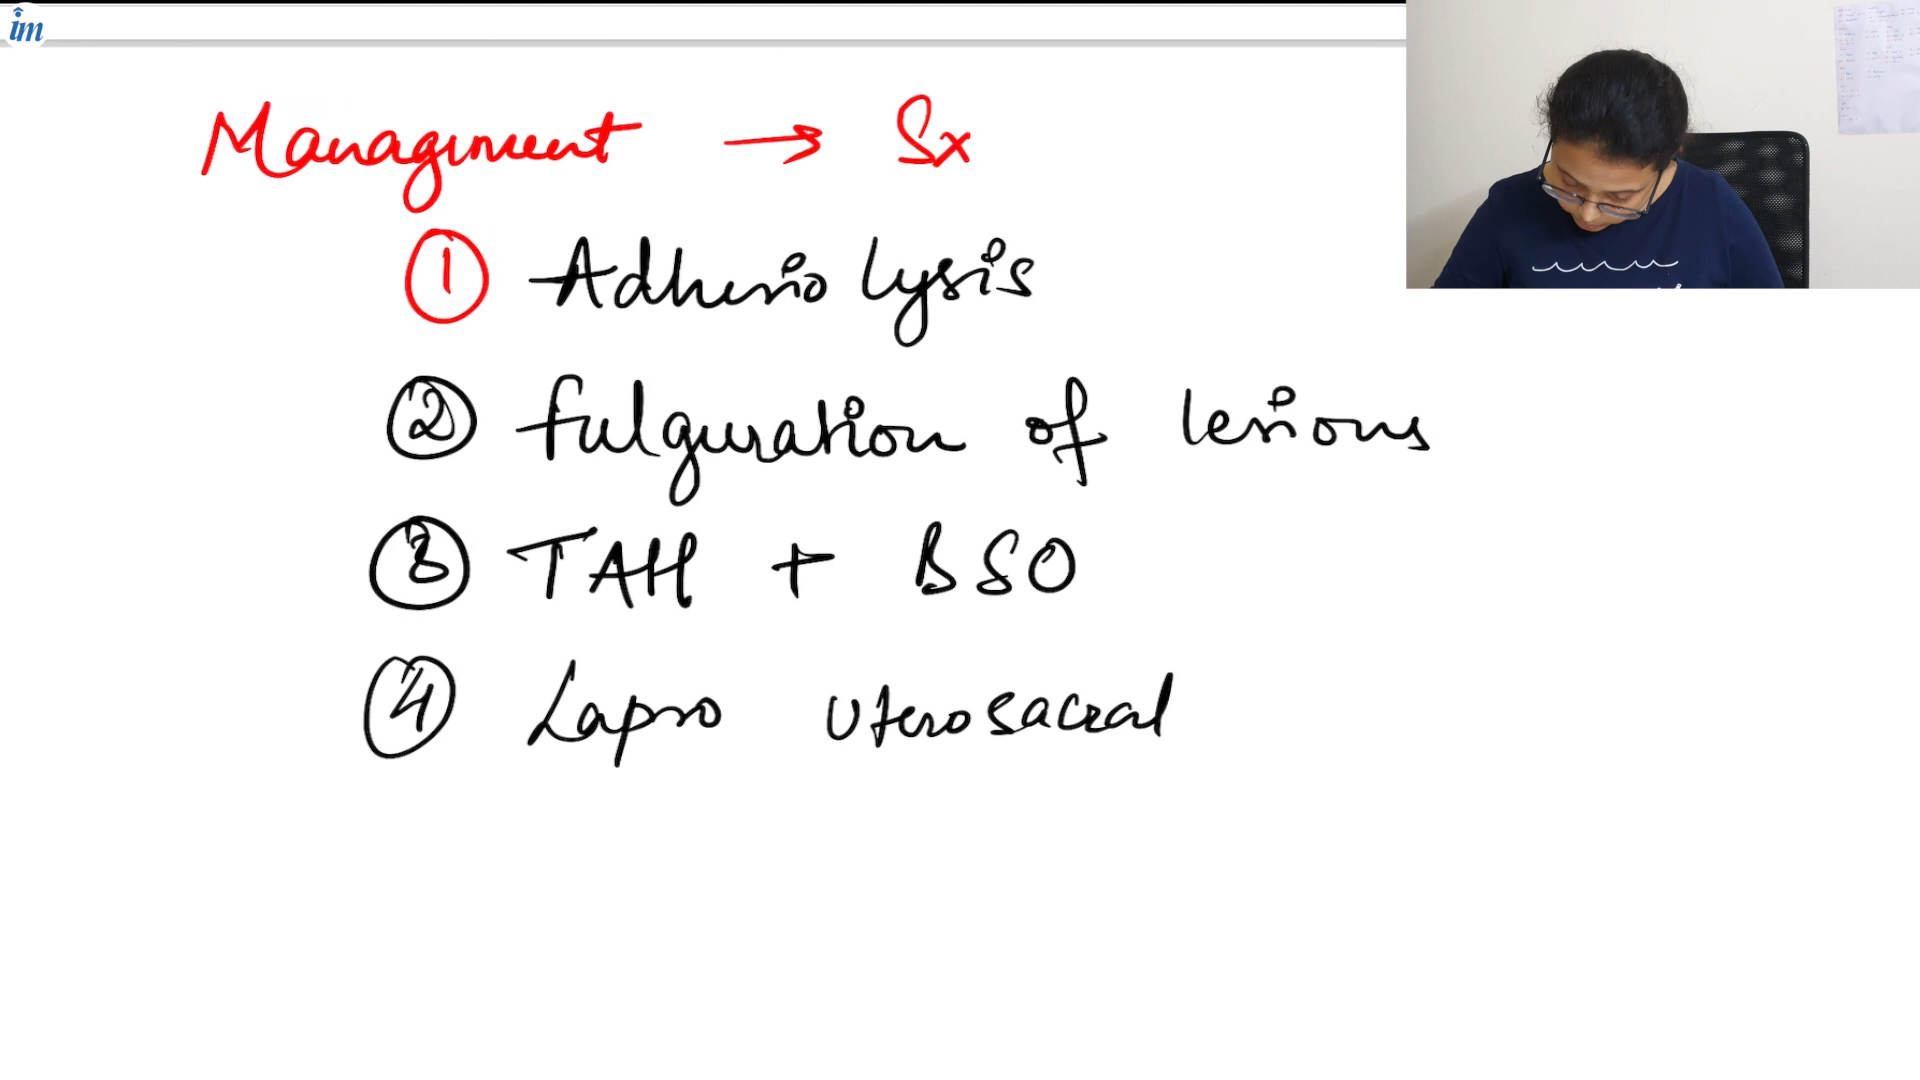 im
Management → Sx
① Adhesiolysis
② fulguration of lesions
③ TAH + BSO
④ Lapro uterosacral